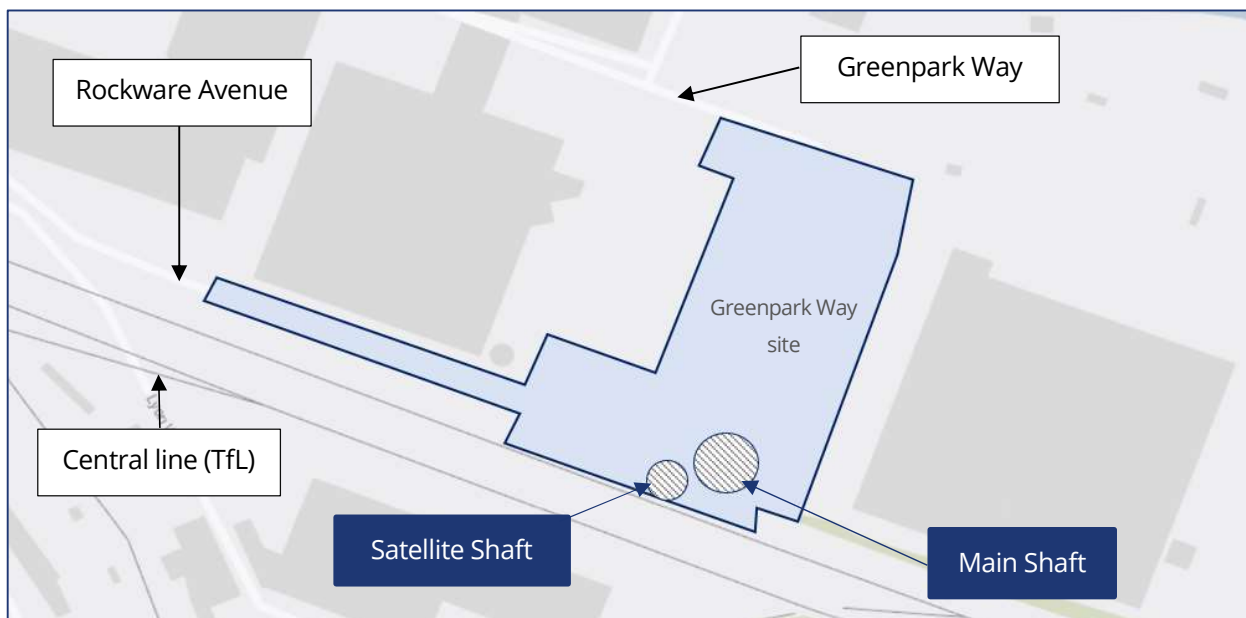 Greenpark Way
Rockware Avenue
Greenpark Way
site
Central line (TfL)
Satellite Shaft
Main Shaft